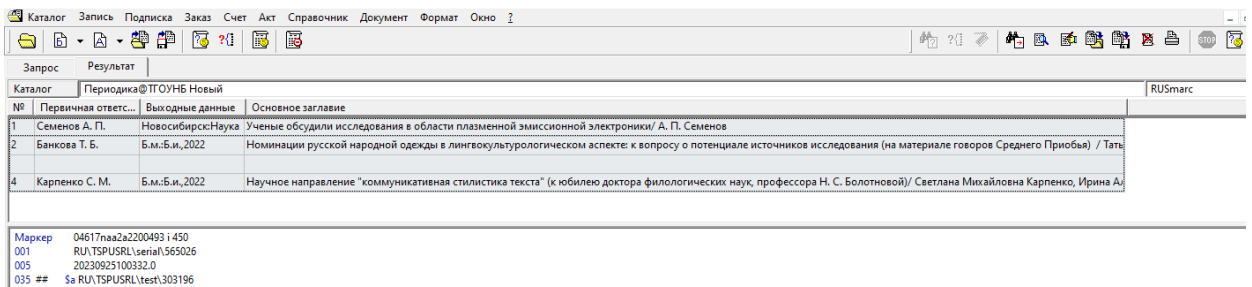 Каталог Запись Подписка Заказ Счет Акт Справочник Документ Формат Окно ?
STOP
Запрос Результат
Каталог Периодика@ТГОУНБ Новый RUSmarc
№ Первичная ответс... Выходные данные Основное заглавие
1 Семенов А. П. Новосибирск:Наука Ученые обсудили исследования в области плазменной эмиссионной электроники/ А. П. Семенов
2 Банкова Т. Б. Б.м.:Б.и.,2022 Номинации русской народной одежды в лингвокультурологическом аспекте: к вопросу о потенциале источников исследования (на материале говоров Среднего Приобья) / Тать
4 Карпенко С. М. Б.м.:Б.и.,2022 Научное направление "коммуникативная стилистика текста" (к юбилею доктора филологических наук, профессора Н. С. Болотновой)/ Светлана Михайловна Карпенко, Ирина Ал
Маркер 04617naa2a2200493 i 450
001 RU\TSPUSRL\serial\565026
005 20230925100332.0
035 ## $a RU\TSPUSRL\test\303196